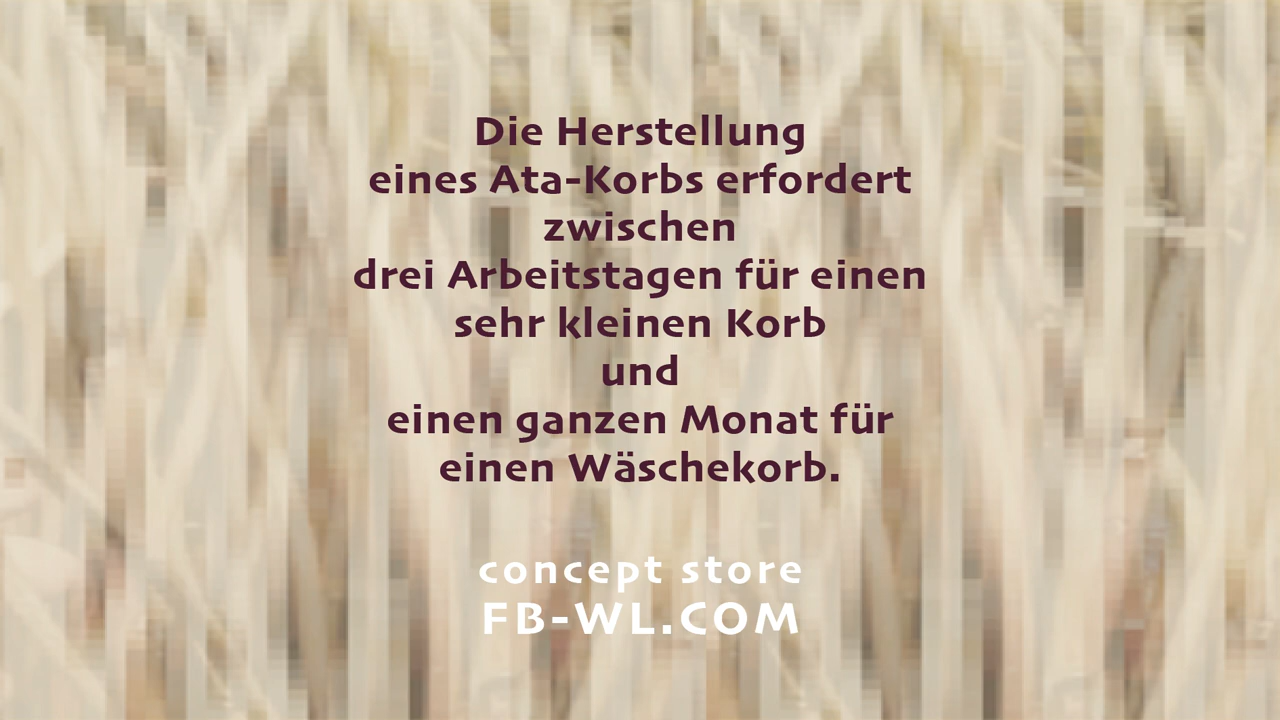 Die Herstellung
eines Ata-Korbs erfordert
zwischen
drei Arbeitstagen für einen
sehr kleinen Korb
und
einen ganzen Monat für
einen Wäschekorb.
concept store
FB-WL.COM